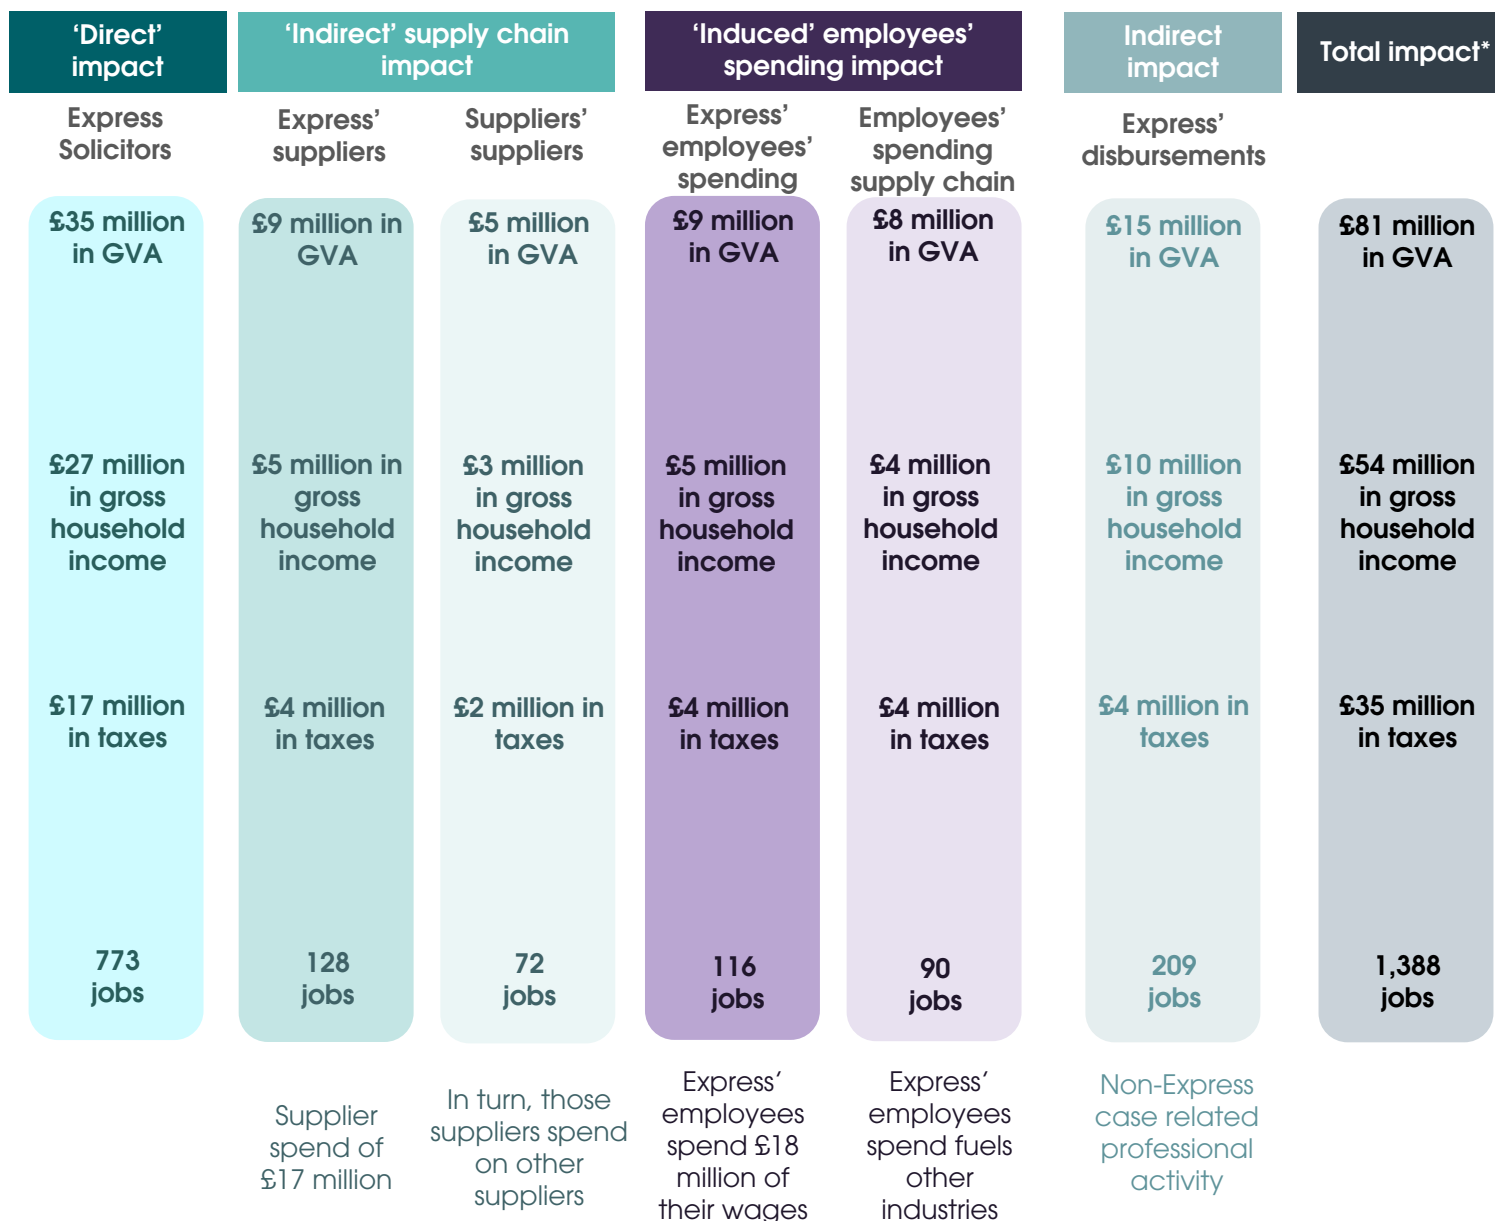 ‘Direct’
impact
‘Indirect’ supply chain
impact
‘Induced’ employees’
spending impact
Indirect
impact
Total impact*
Express
Solicitors
Express’
suppliers
Suppliers’
suppliers
Express’
employees’
spending
Employees’
spending
supply chain
Express’
disbursements
£35 million
in GVA
£9 million in
GVA
£5 million
in GVA
£9 million
in GVA
£8 million
in GVA
£15 million
in GVA
£81 million
in GVA
£27 million
in gross
household
income
£5 million in
gross
household
income
£3 million
in gross
household
income
£5 million
in gross
household
income
£4 million
in gross
household
income
£10 million
in gross
household
income
£54 million
in gross
household
income
£17 million
in taxes
£4 million
in taxes
£2 million in
taxes
£4 million
in taxes
£4 million
in taxes
£4 million in
taxes
£35 million
in taxes
773
jobs
128
jobs
72
jobs
116
jobs
90
jobs
209
jobs
1,388
jobs
Supplier
spend of
£17 million
In turn, those
suppliers spend
on other
suppliers
Express’
employees
spend £18
million of
their wages
Express’
employees
spend fuels
other
industries
Non-Express
case related
professional
activity